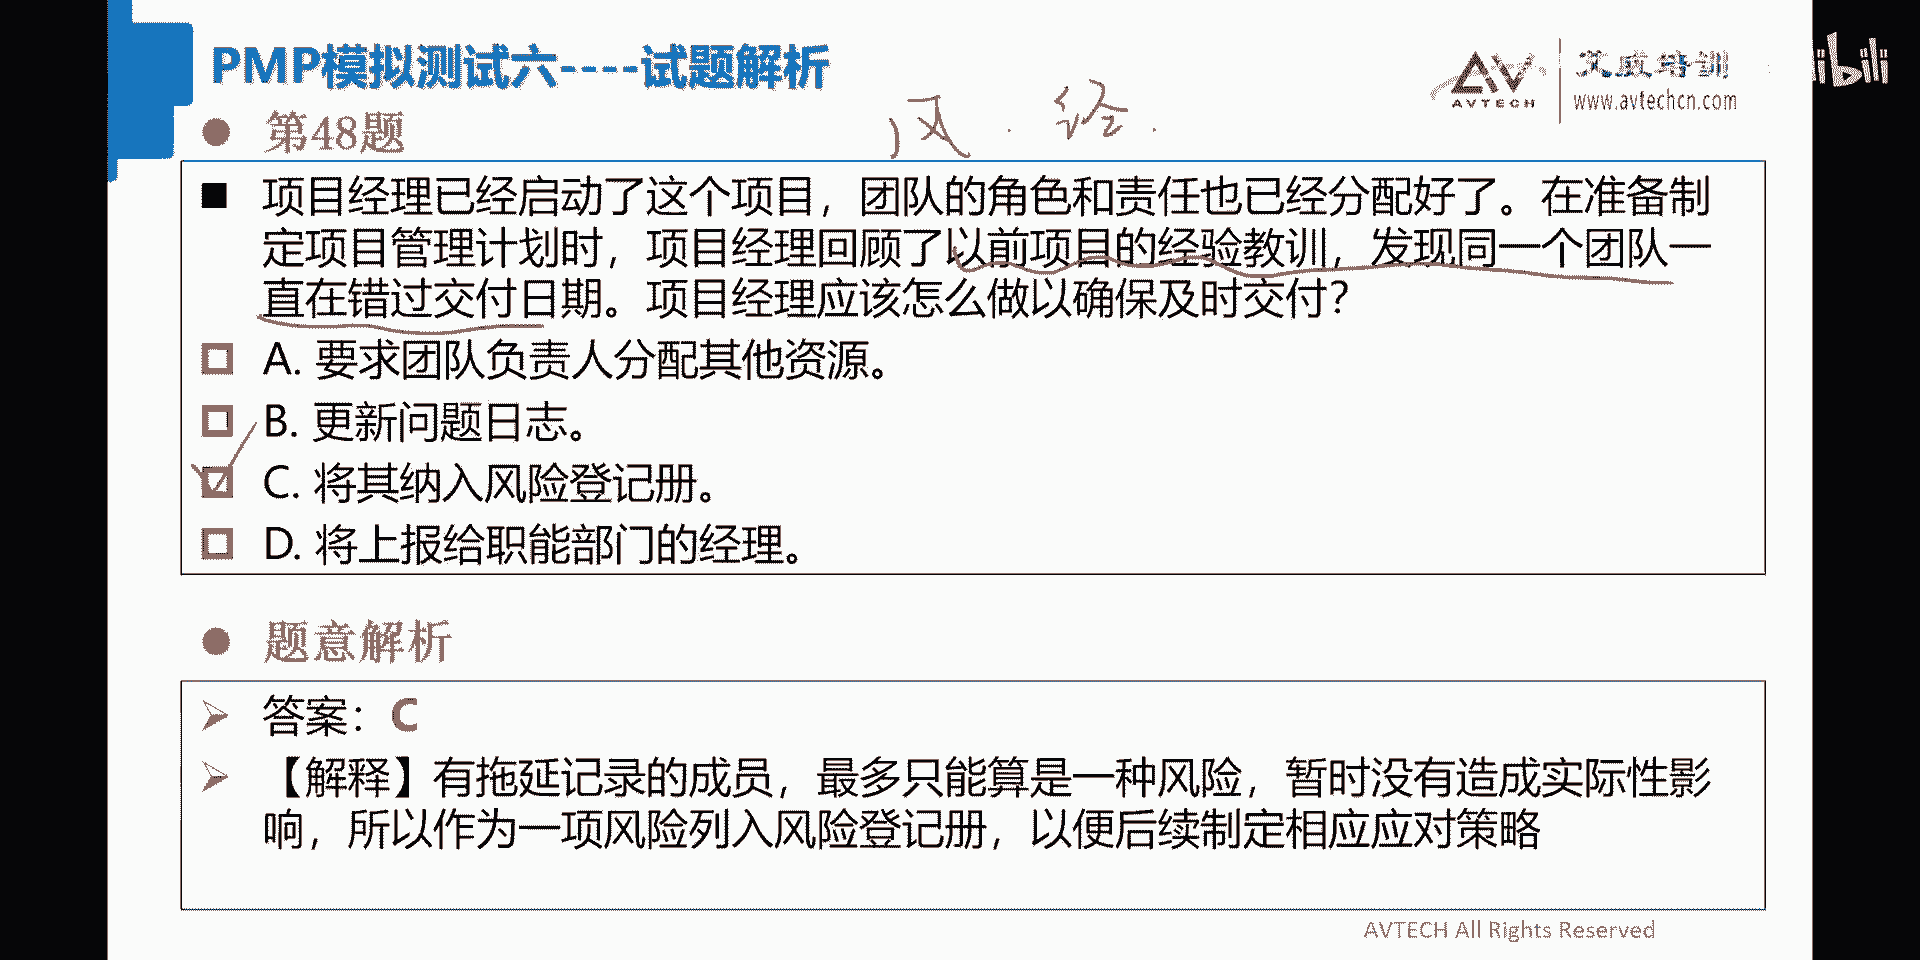 PMP模拟测试六----试题解析
艾威培训
AVTECH
www.avtechcn.com
第48题
风.经.
项目经理已经启动了这个项目，团队的角色和责任也已经分配好了。在准备制
定项目管理计划时，项目经理回顾了以前项目的经验教训，发现同一个团队一
直在错过交付日期。项目经理应该怎么做以确保及时交付？
A. 要求团队负责人分配其他资源。
B. 更新问题日志。
C. 将其纳入风险登记册。
D. 将上报给职能部门的经理。
题意解析
答案：C
【解释】有拖延记录的成员，最多只能算是一种风险，暂时没有造成实际性影
响，所以作为一项风险列入风险登记册，以便后续制定相应应对策略
AVTECH All Rights Reserved